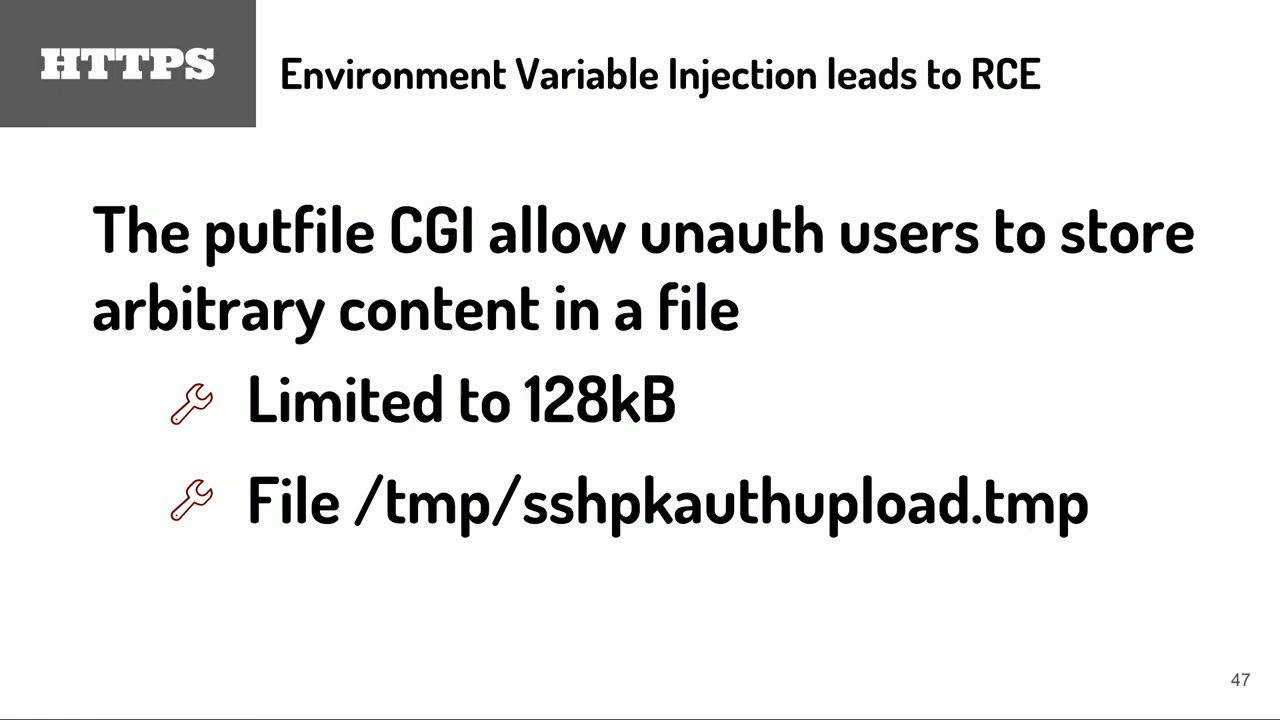 HTTPS
Environment Variable Injection leads to RCE
The putfile CGI allow unauth users to store
arbitrary content in a file
Limited to 128kB
File /tmp/sshpkauthupload.tmp
47